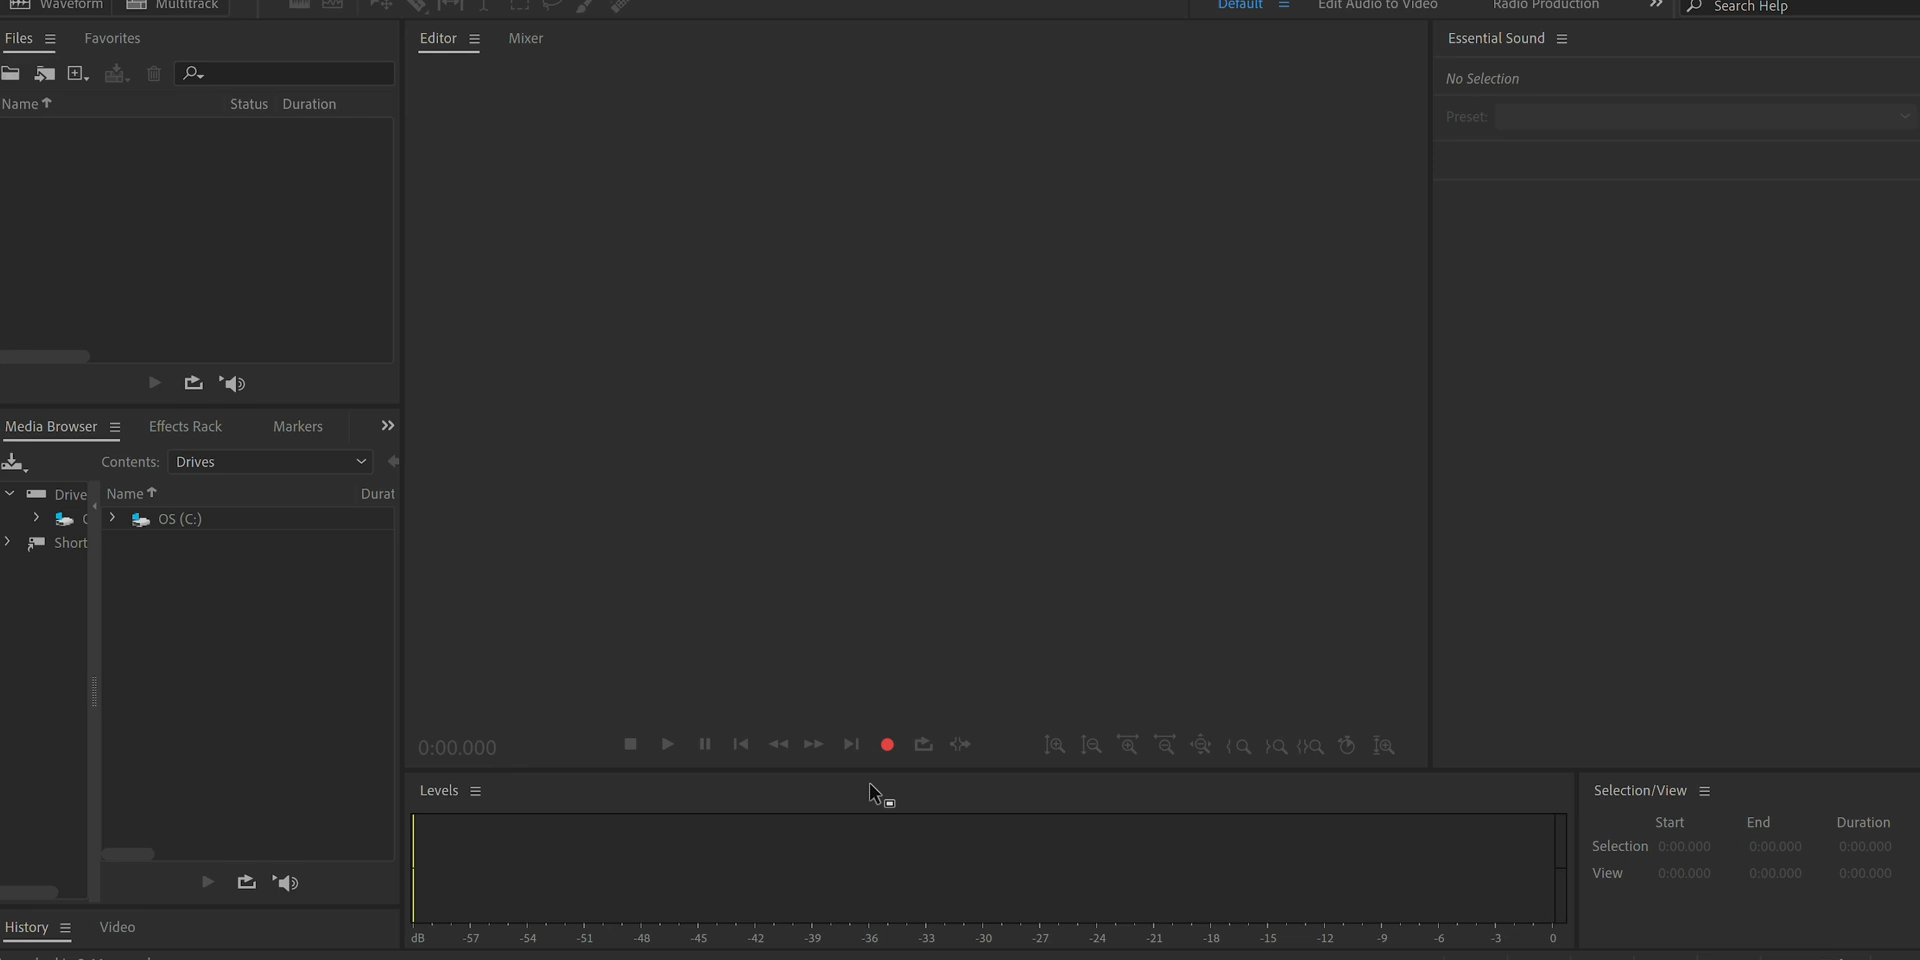 Waveform Multitrack Default Edit Audio to Video Radio Production Search Help
Files Favorites
Name Status Duration
Media Browser Effects Rack Markers
Contents: Drives
Drive
Name Durat
OS (C:)
Short
History Video
Editor Mixer
0:00.000
Levels
dB -57 -54 -51 -48 -45 -42 -39 -36 -33 -30 -27 -24 -21 -18 -15 -12 -9 -6 -3 0
Essential Sound
No Selection
Preset:
Selection/View
Start End Duration
Selection 0:00.000 0:00.000 0:00.000
View 0:00.000 0:00.000 0:00.000